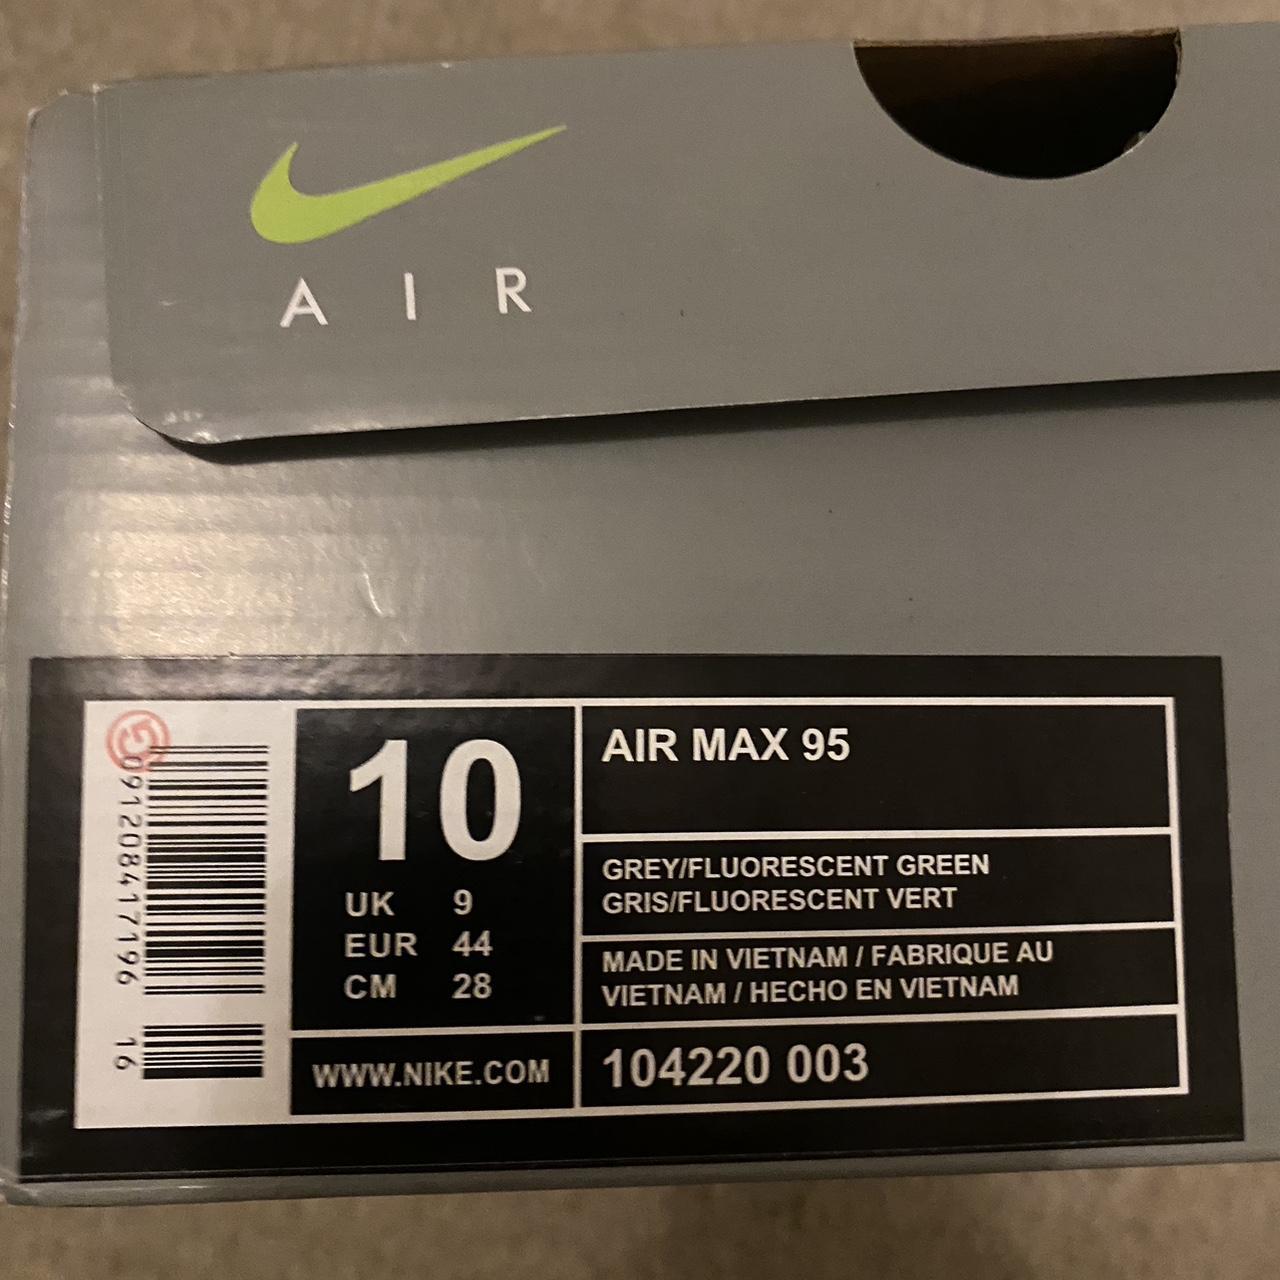 AIR
10
UK 9
EUR 44
CM 28
WWW.NIKE.COM
AIR MAX 95
GREY/FLUORESCENT GREEN
GRIS/FLUORESCENT VERT
MADE IN VIETNAM / FABRIQUE AU
VIETNAM / HECHO EN VIETNAM
104220 003
091208417196 16
5